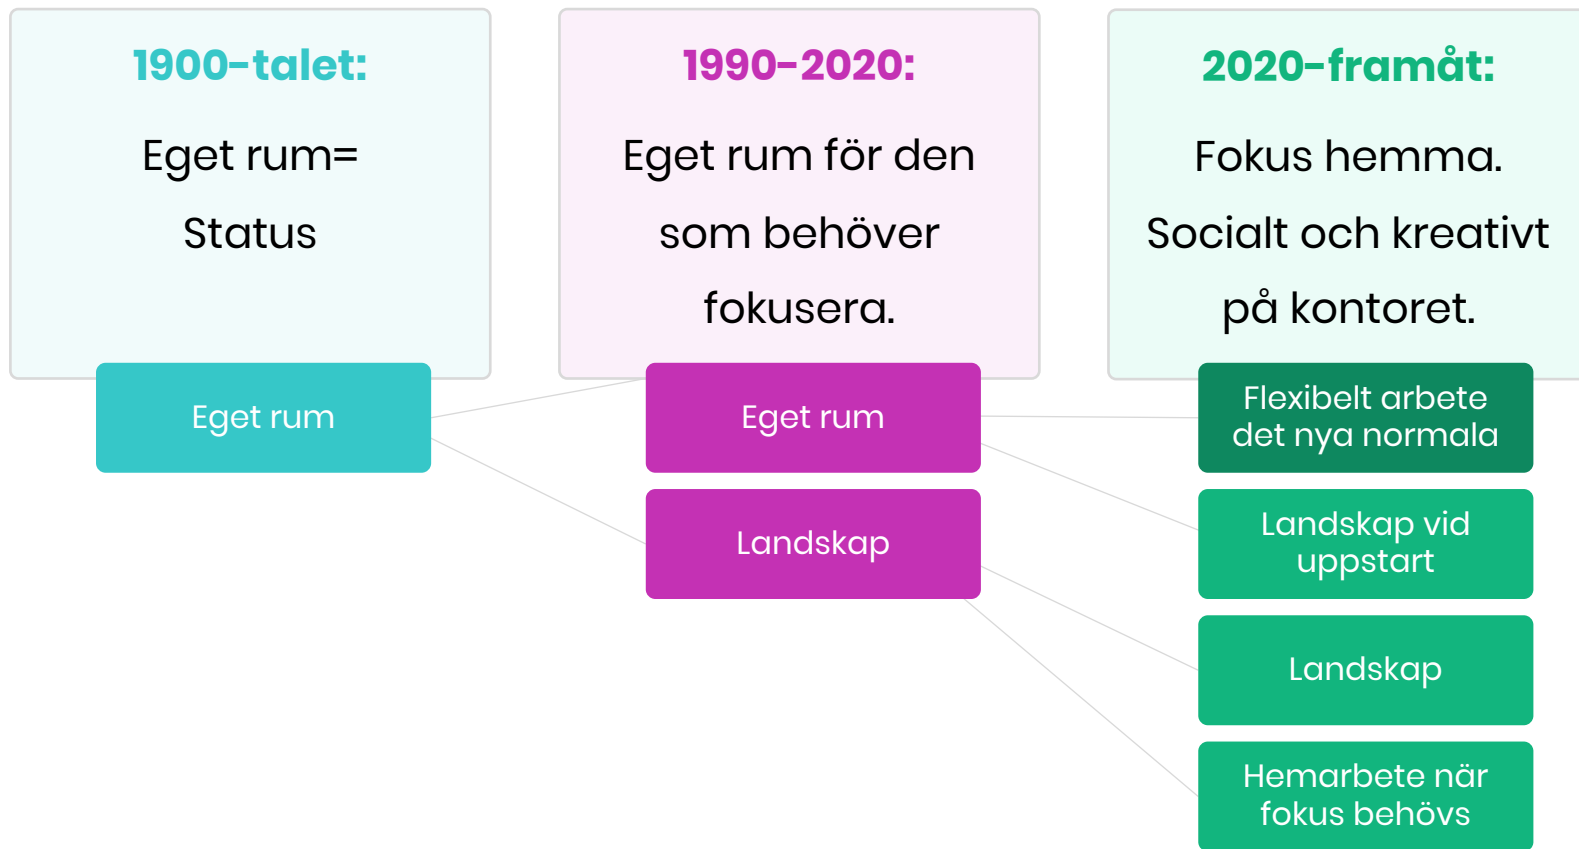 1900-talet:
Eget rum=
Status
Eget rum
1990-2020:
Eget rum för den
som behöver
fokusera.
Eget rum
Landskap
2020-framåt:
Fokus hemma.
Socialt och kreativt
på kontoret.
Flexibelt arbete
det nya normala
Landskap vid
uppstart
Landskap
Hemarbete när
fokus behövs